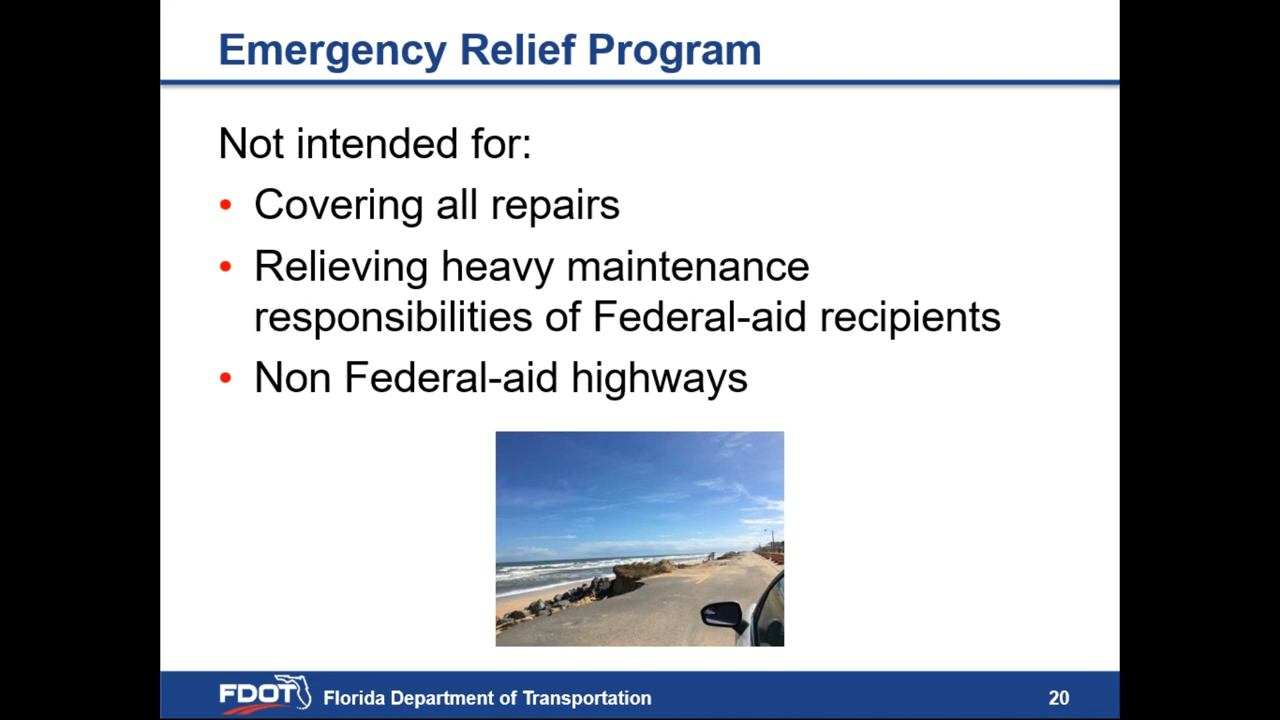 Emergency Relief Program
Not intended for:
• Covering all repairs
• Relieving heavy maintenance
responsibilities of Federal-aid recipients
• Non Federal-aid highways
FDOT Florida Department of Transportation 20